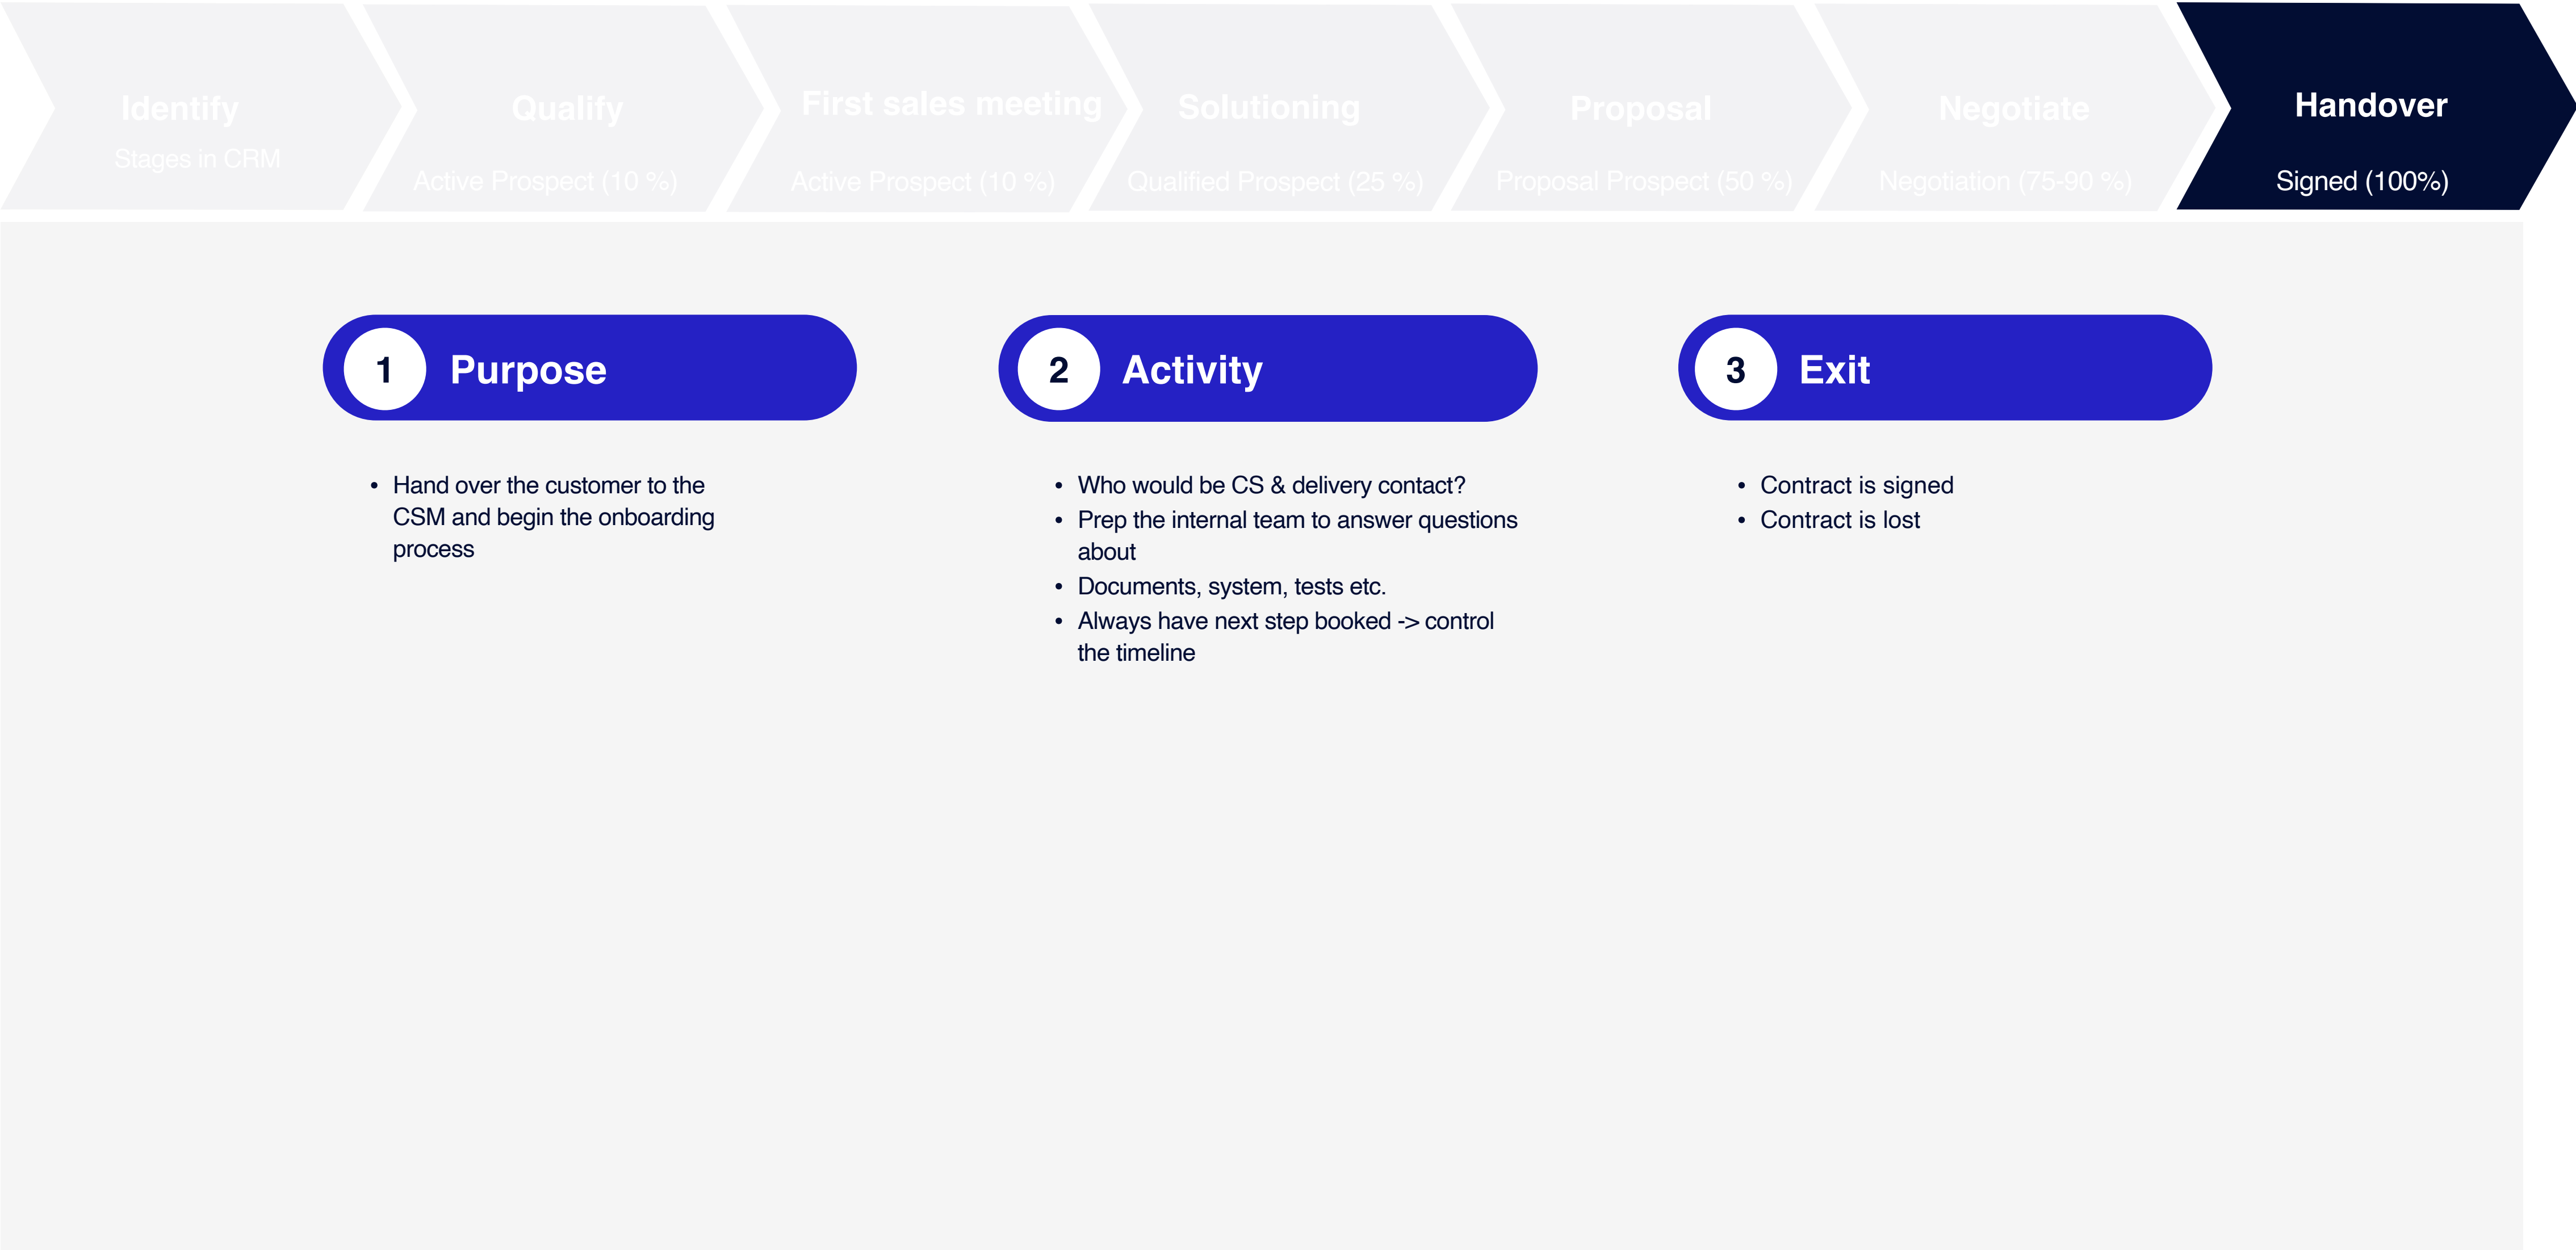 Identify
Stages in CRM
Qualify
Active Prospect (10 %)
First sales meeting
Active Prospect (10 %)
Solutioning
Qualified Prospect (25 %)
Proposal
Proposal Prospect (50 %)
Negotiate
Negotiation (75-90 %)
Handover
Signed (100%)
1 Purpose
• Hand over the customer to the
CSM and begin the onboarding
process
2 Activity
• Who would be CS & delivery contact?
• Prep the internal team to answer questions
about
• Documents, system, tests etc.
• Always have next step booked -> control
the timeline
3 Exit
• Contract is signed
• Contract is lost